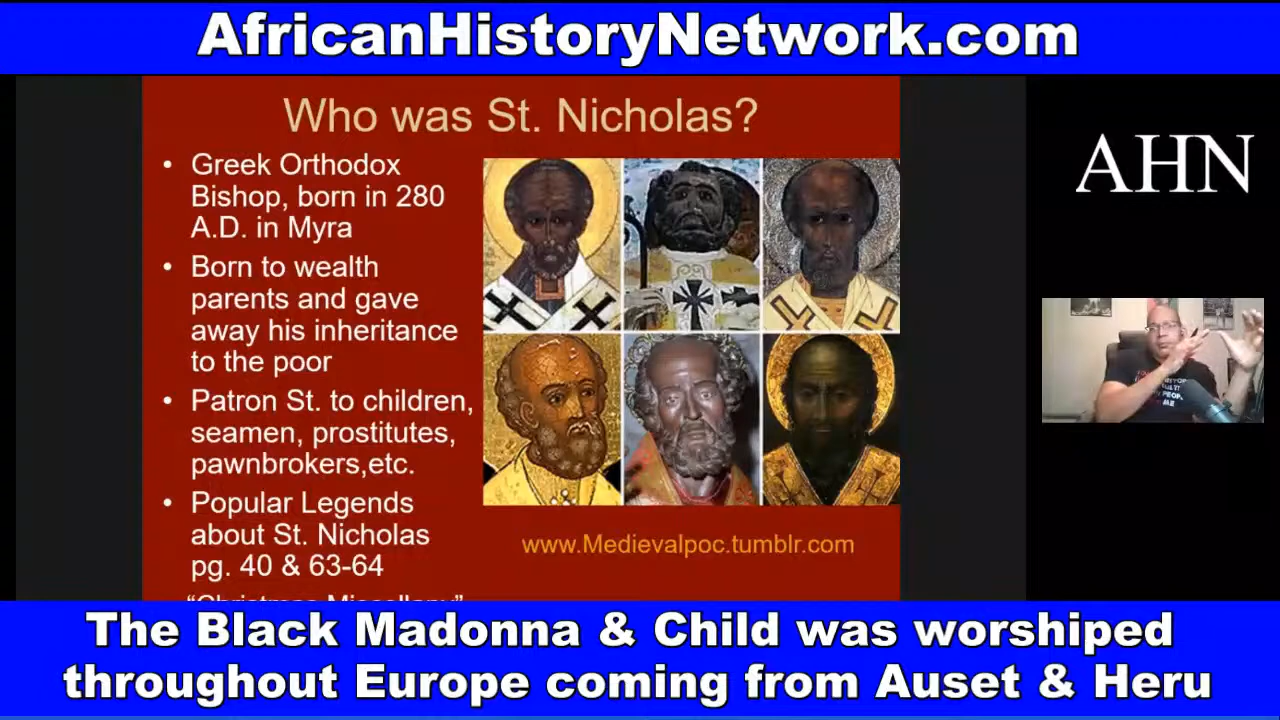 AfricanHistoryNetwork.com
Who was St. Nicholas?
• Greek Orthodox
Bishop, born in 280
A.D. in Myra
• Born to wealth
parents and gave
away his inheritance
to the poor
• Patron St. to children,
seamen, prostitutes,
pawnbrokers,etc.
• Popular Legends
about St. Nicholas
pg. 40 & 63-64
“Christmas Miscellany”
www.Medievalpoc.tumblr.com
AHN
The Black Madonna & Child was worshiped
throughout Europe coming from Auset & Heru